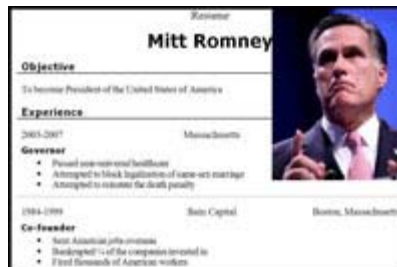 Resume
Mitt Romney
Objective
To become President of the United States of America
Experience
2003-2007 Massachusetts
Governor
Passed near-universal healthcare
Attempted to block legalization of same-sex marriage
Attempted to reinstate the death penalty
1984-1999 Bain Capital Boston, Massachusetts
Co-founder
Sent American jobs overseas
Bankrupted ¼ of the companies invested in
Fired thousands of American workers